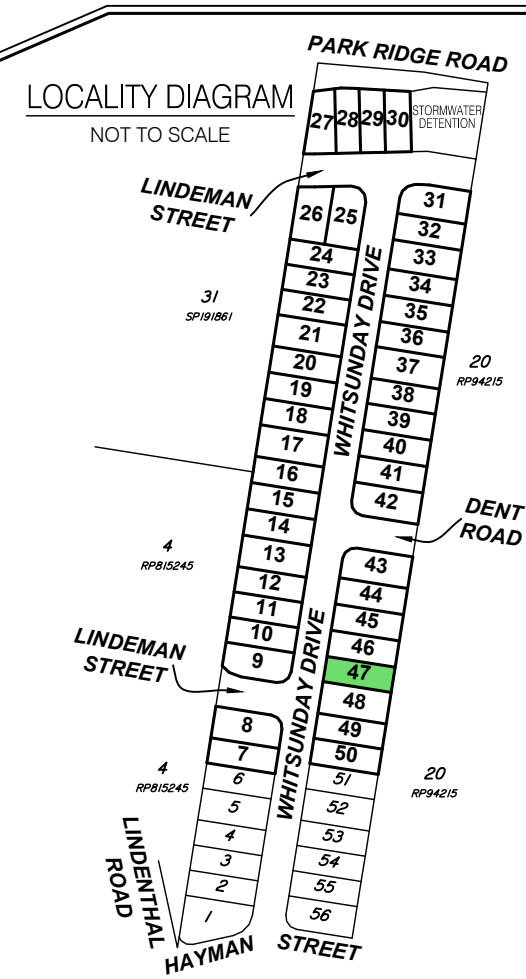 PARK RIDGE ROAD
LOCALITY DIAGRAM
NOT TO SCALE
27 28 29 30
STORMWATER
DETENTION
LINDEMAN
STREET
26 25
31
32
24
33
23
34
22
35
31
SP191861
21
36
WHITSUNDAY DRIVE
20
37
20
RP94215
19
38
18
39
17
40
16
41
15
42
14
DENT
ROAD
13
43
4
RP815245
12
44
11
45
10
46
9
47
LINDEMAN
STREET
48
WHITSUNDAY DRIVE
8
49
7
50
6
51
4
RP815245
20
RP94215
5
52
4
53
3
54
2
55
1
56
LINDENTHAL
ROAD
HAYMAN STREET